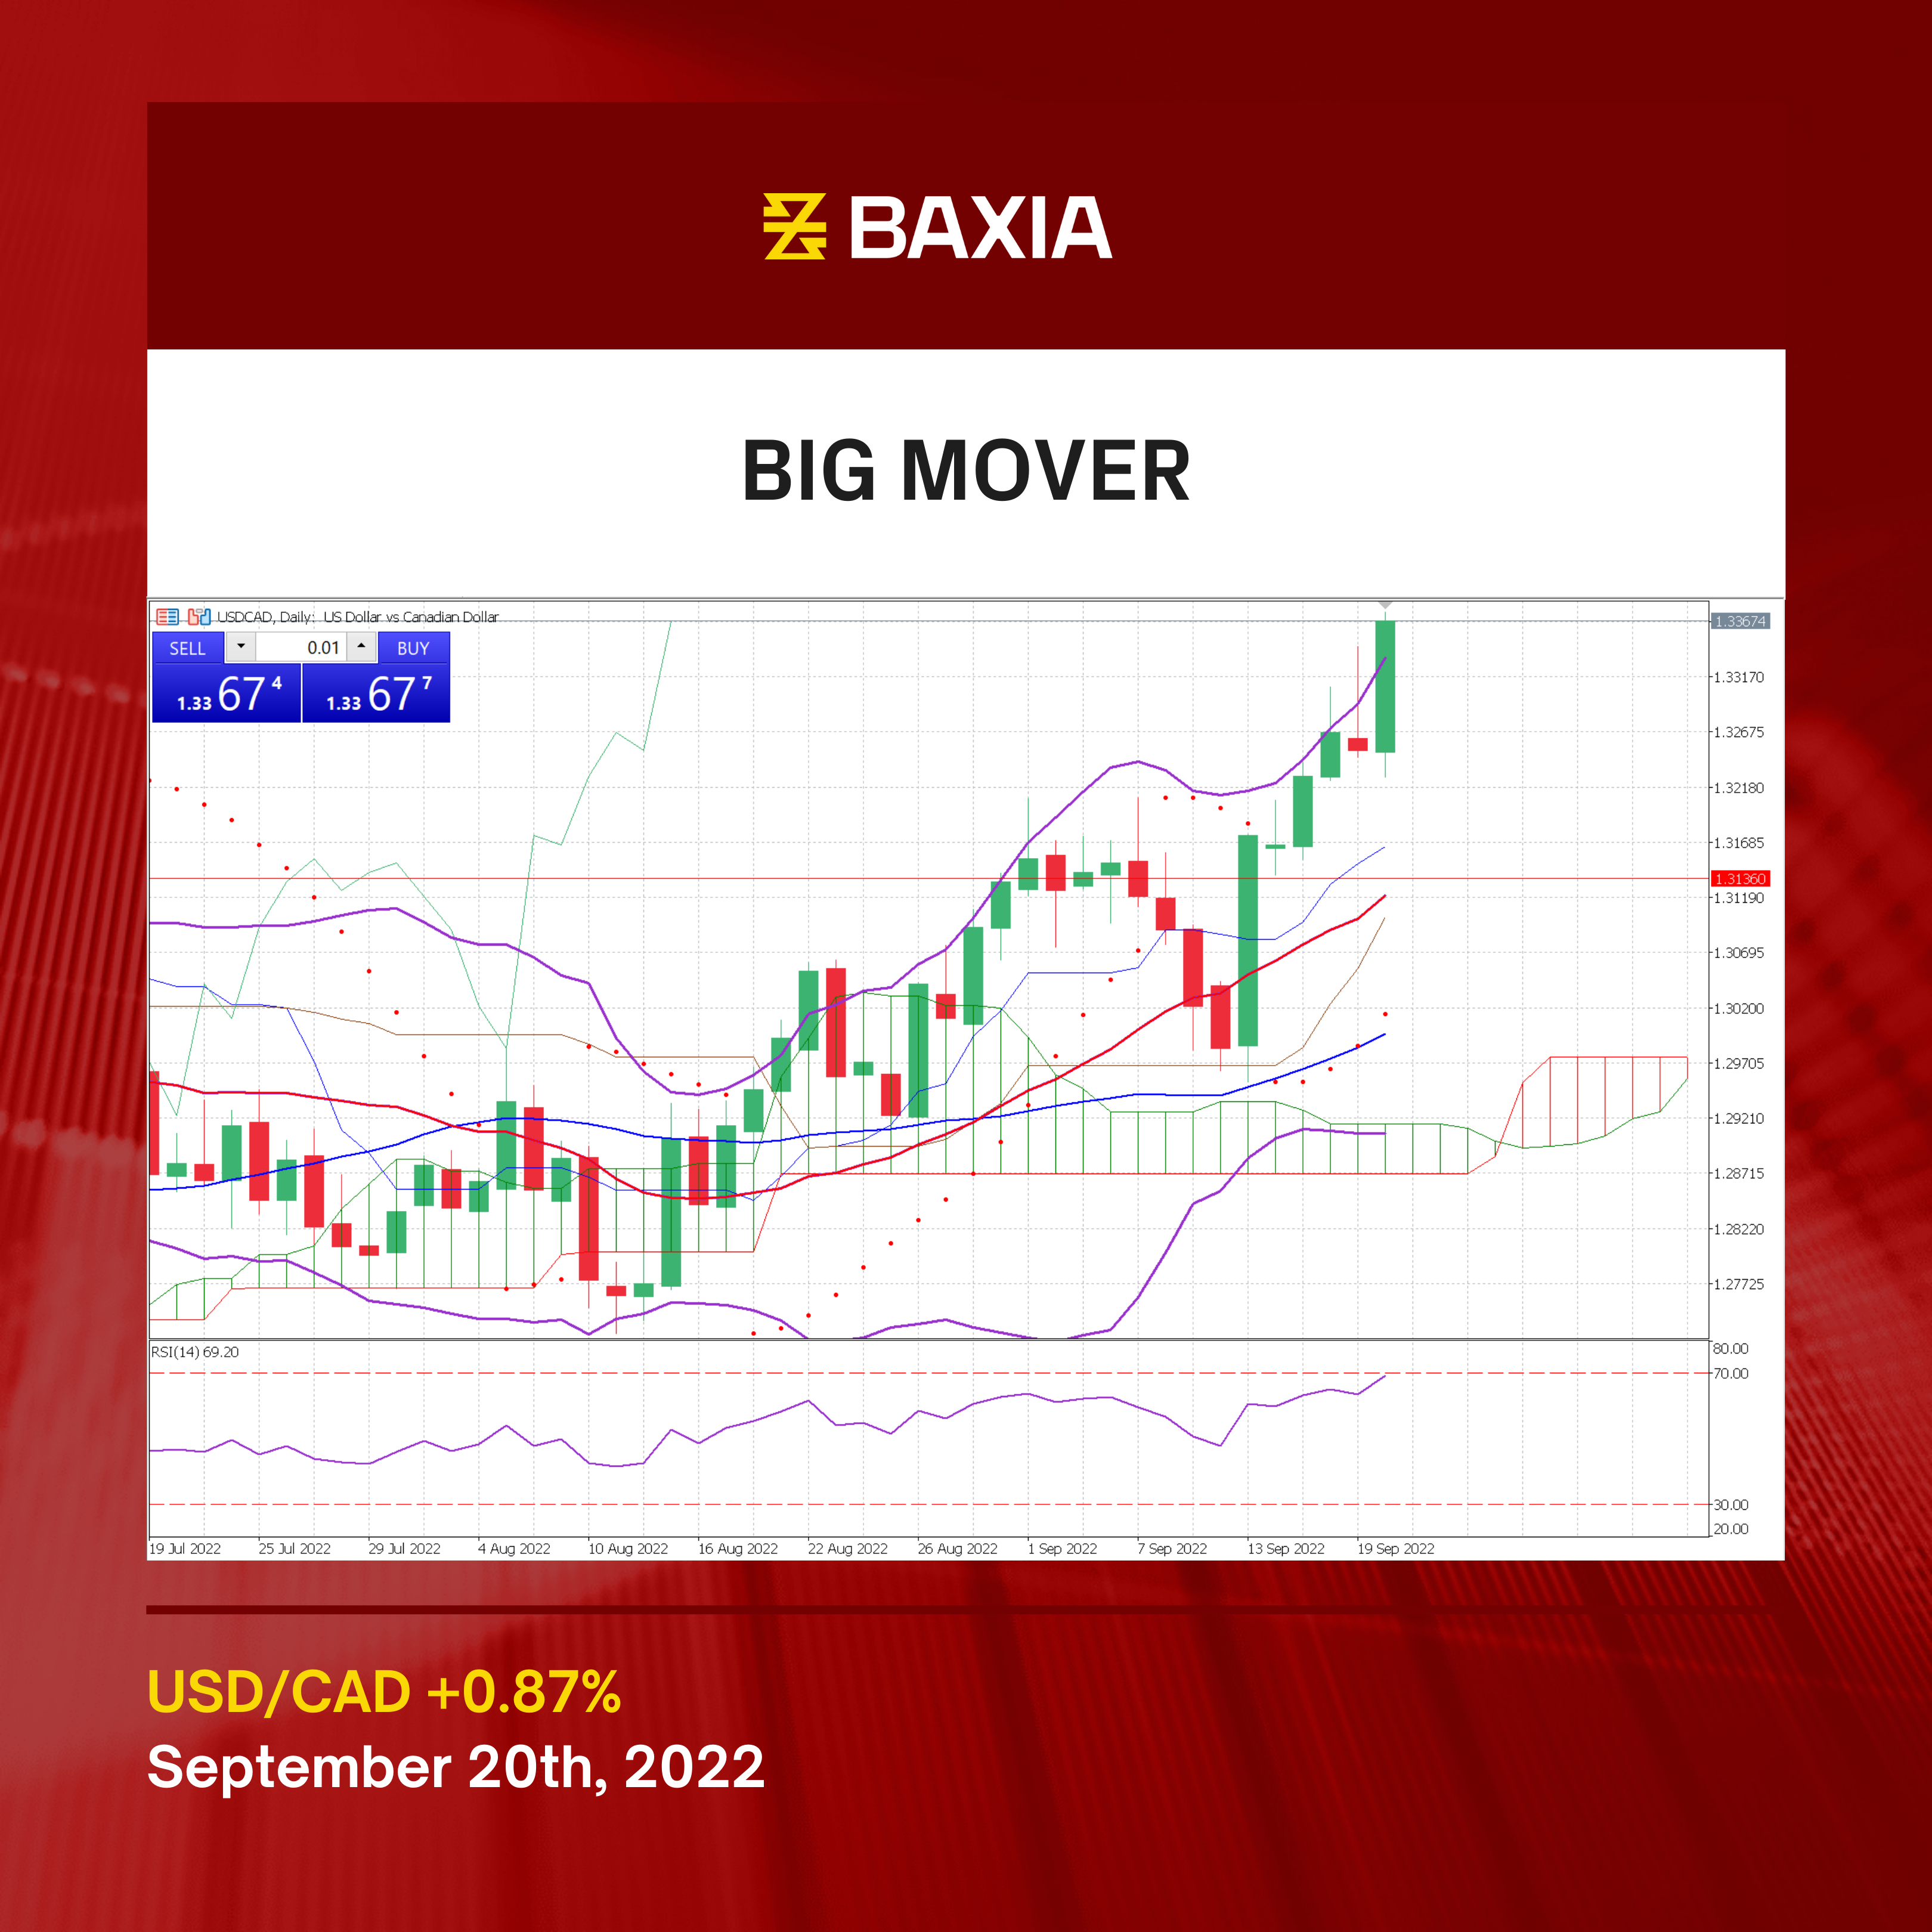 BAXIA
BIG MOVER
USDCAD, Daily: US Dollar vs Canadian Dollar
SELL 0.01 BUY
1.33 67 4 1.33 67 7
1.33674
1.33170
1.32675
1.32180
1.31685
1.31360
1.31190
1.30695
1.30200
1.29705
1.29210
1.28715
1.28220
1.27725
RSI(14) 69.20
80.00
70.00
30.00
20.00
19 Jul 2022 25 Jul 2022 29 Jul 2022 4 Aug 2022 10 Aug 2022 16 Aug 2022 22 Aug 2022 26 Aug 2022 1 Sep 2022 7 Sep 2022 13 Sep 2022 19 Sep 2022
USD/CAD +0.87%
September 20th, 2022